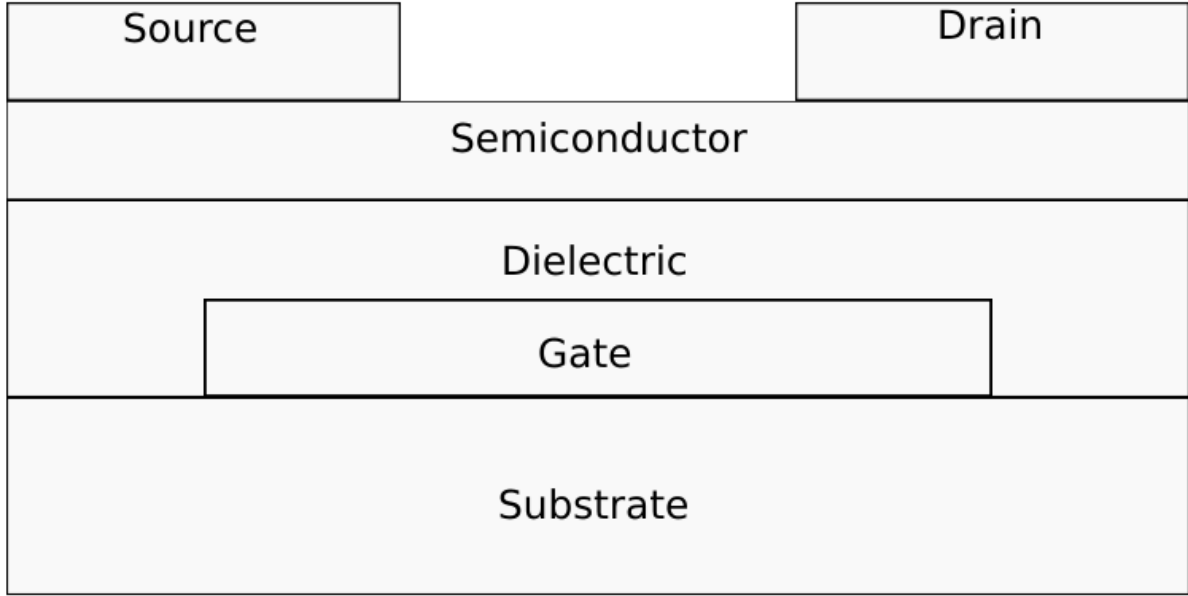 Source
Drain
Semiconductor
Dielectric
Gate
Substrate